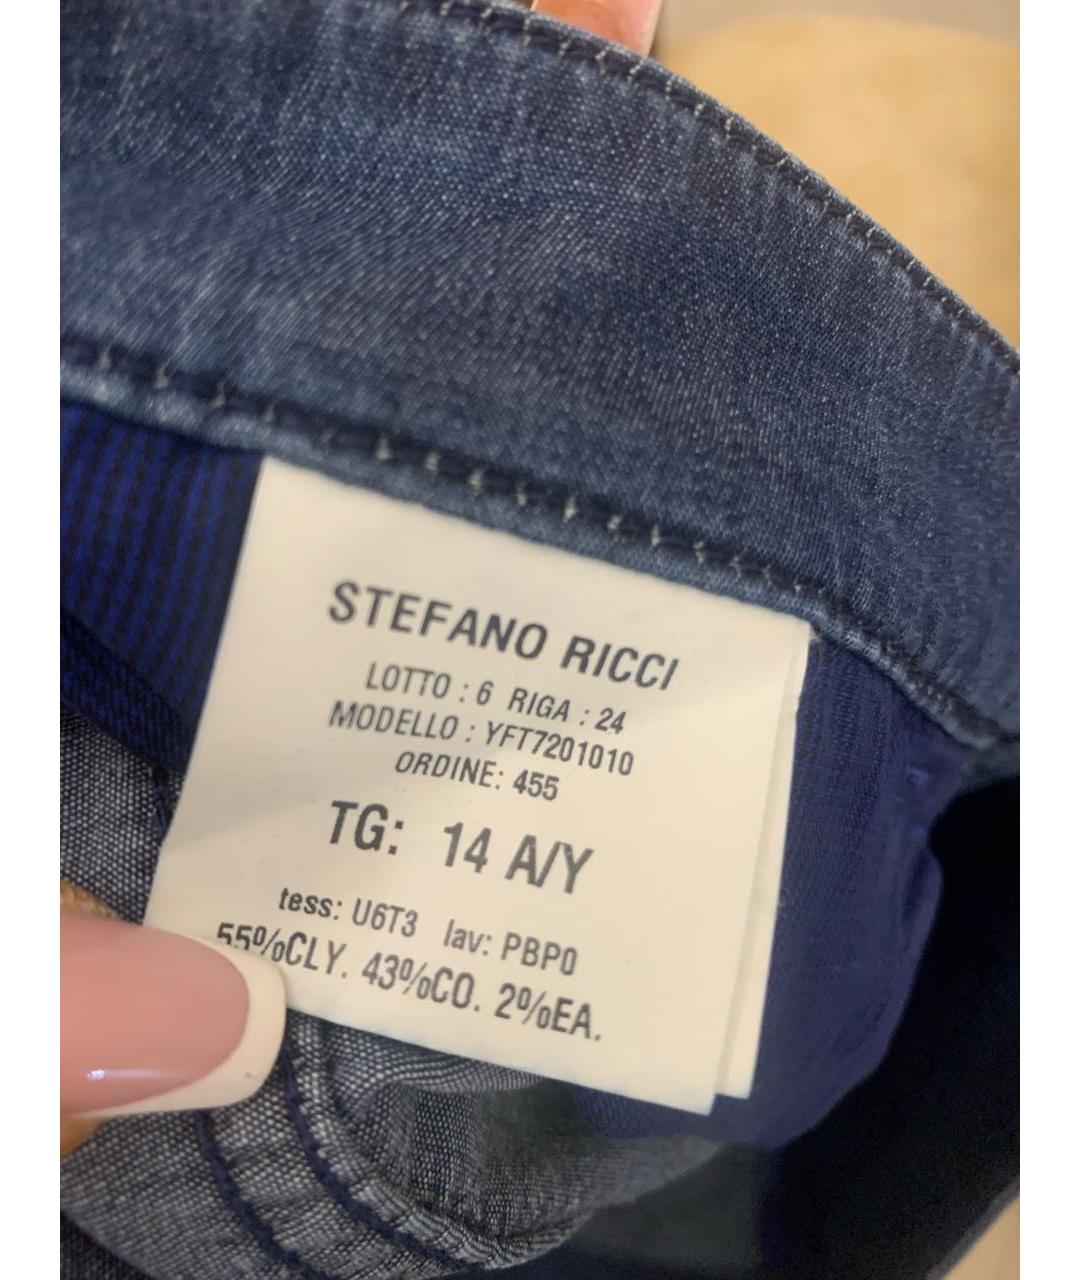 STEFANO RICCI
LOTTO : 6 RIGA : 24
MODELLO : YFT7201010
ORDINE: 455
TG: 14 A/Y
tess: U6T3 lav: PBP0
55%CLY. 43%CO. 2%EA.